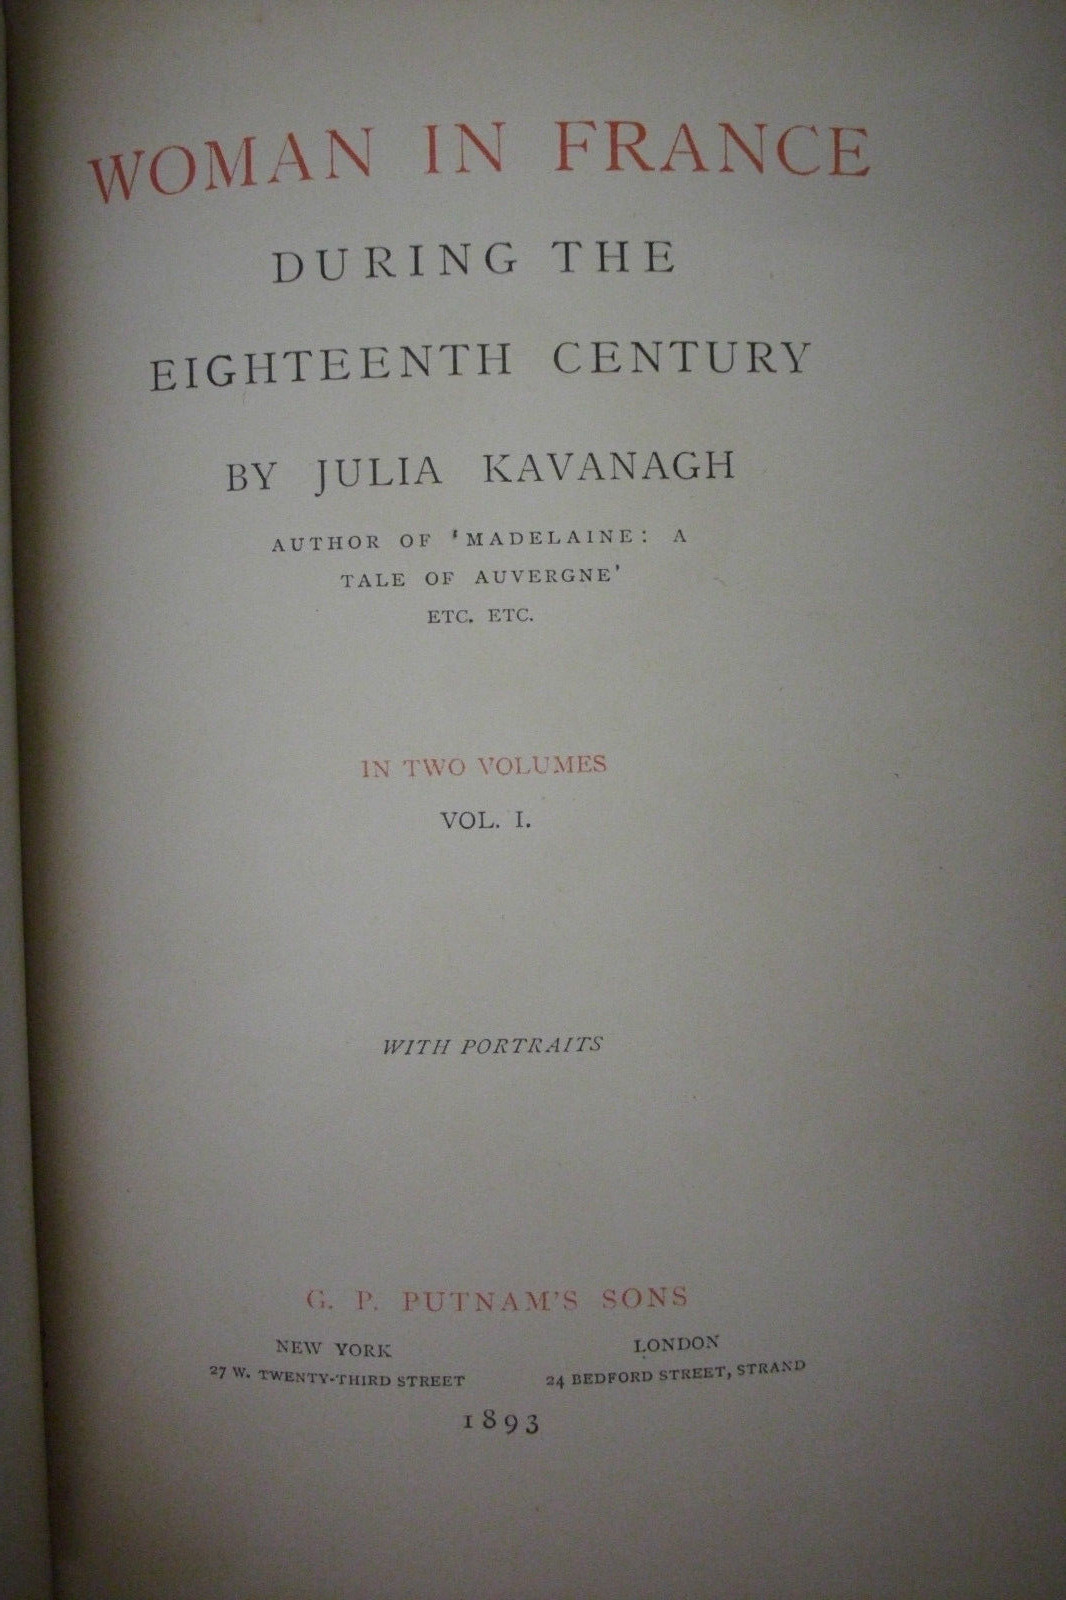 WOMAN IN FRANCE
DURING THE
EIGHTEENTH CENTURY
BY JULIA KAVANAGH
AUTHOR OF 'MADELAINE: A
TALE OF AUVERGNE'
ETC. ETC.
IN TWO VOLUMES
VOL. I.
WITH PORTRAITS
G. P. PUTNAM'S SONS
NEW YORK LONDON
27 W. TWENTY-THIRD STREET 24 BEDFORD STREET, STRAND
1893